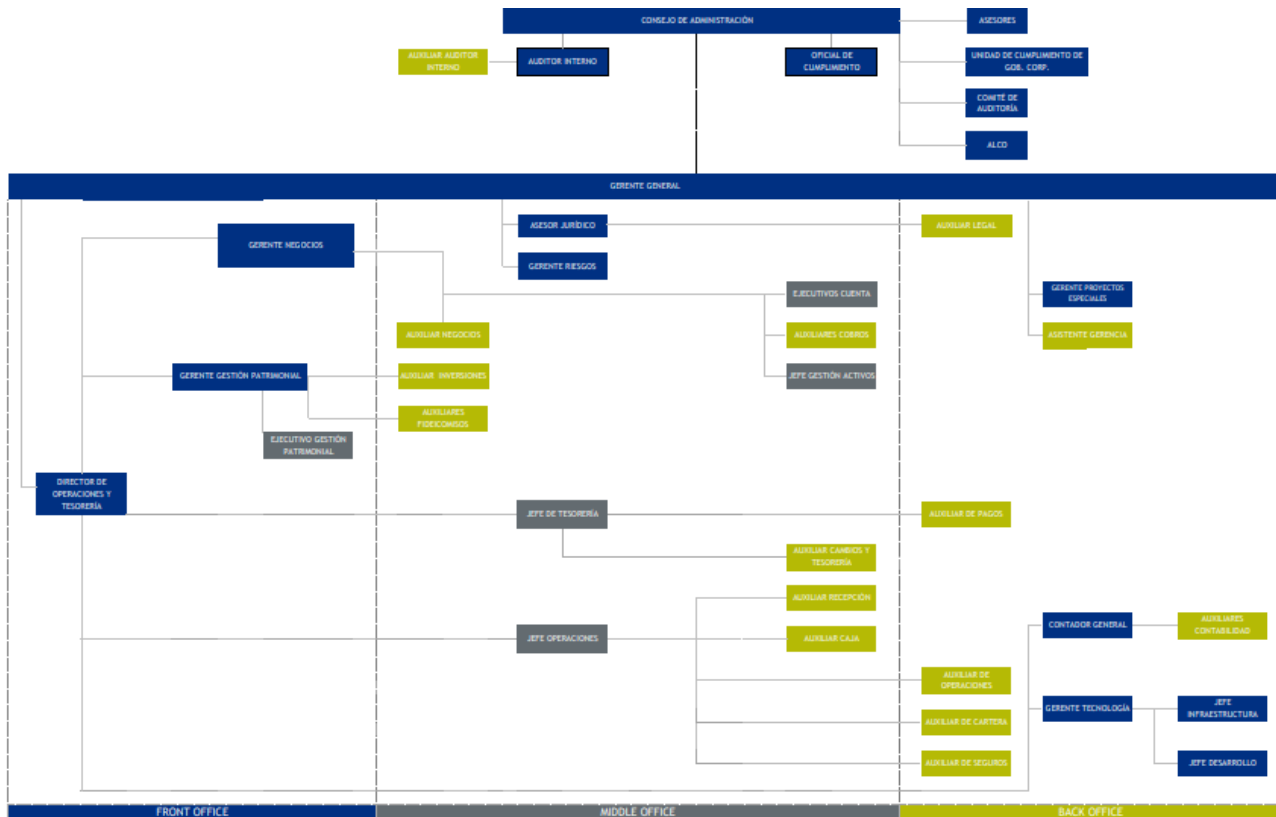 CONSEJO DE ADMINISTRACIÓN
ASESORES
AUXILIAR AUDITOR
INTERNO
AUDITOR INTERNO
OFICIAL DE
CUMPLIMIENTO
UNIDAD DE CUMPLIMIENTO DE
GOB. CORP.
COMITÉ DE
AUDITORÍA
ALCO
GERENTE GENERAL
ASESOR JURÍDICO
AUXILIAR LEGAL
GERENTE NEGOCIOS
GERENTE RIESGOS
EJECUTIVOS CUENTA
GERENTE PROYECTOS
ESPECIALES
AUXILIAR NEGOCIOS
AUXILIARES COBROS
ASISTENTE GERENCIA
GERENTE GESTIÓN PATRIMONIAL
AUXILIAR INVERSIONES
JEFE GESTIÓN ACTIVOS
AUXILIARES
FIDEICOMISOS
EJECUTIVO GESTIÓN
PATRIMONIAL
DIRECTOR DE
OPERACIONES Y
TESORERÍA
JEFE DE TESORERÍA
AUXILIAR DE PAGOS
AUXILIAR CAMBIOS Y
TESORERÍA
AUXILIAR RECEPCIÓN
JEFE OPERACIONES
AUXILIAR CAJA
CONTADOR GENERAL
AUXILIARES
CONTABILIDAD
AUXILIAR DE
OPERACIONES
AUXILIAR DE CARTERA
GERENTE TECNOLOGÍA
JEFE
INFRAESTRUCTURA
AUXILIAR DE SEGUROS
JEFE DESARROLLO
FRONT OFFICE
MIDDLE OFFICE
BACK OFFICE